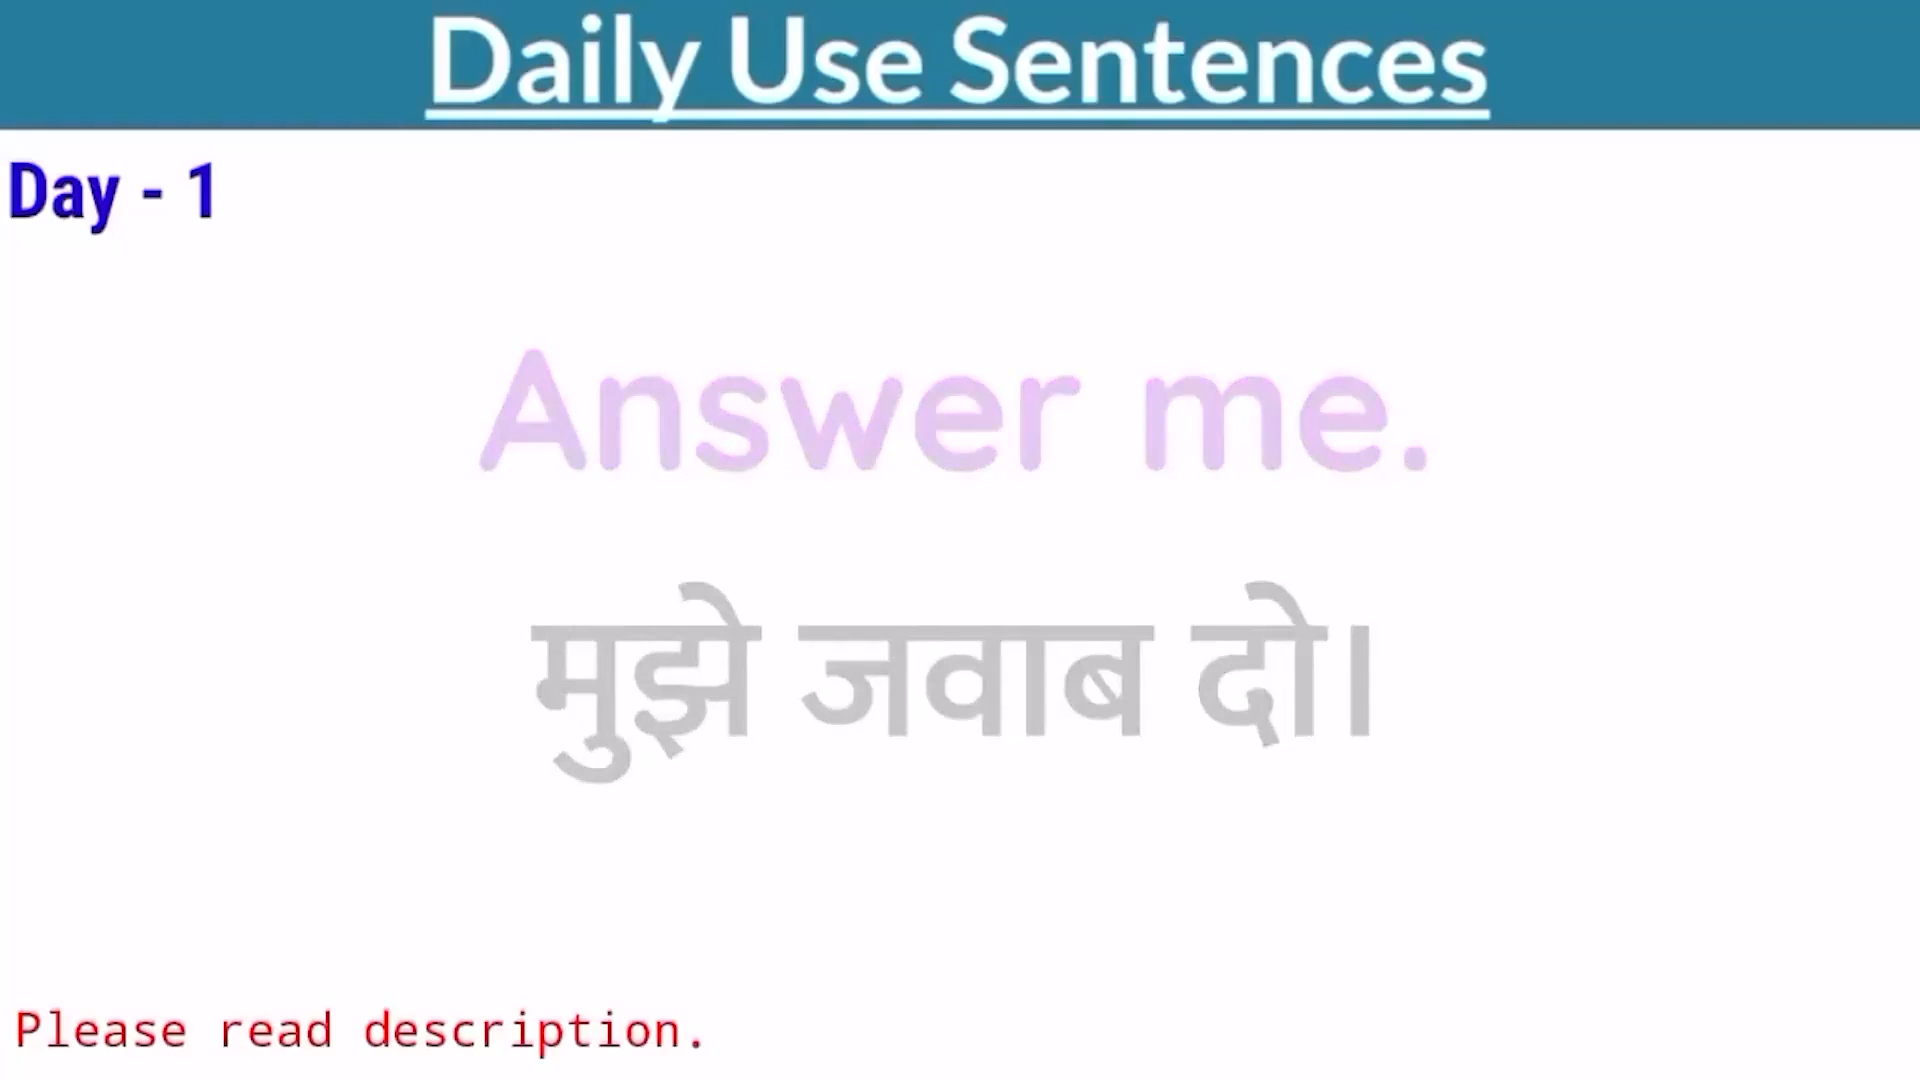 Daily Use Sentences
Day - 1
Answer me.
मुझे जवाब दो।
Please read description.